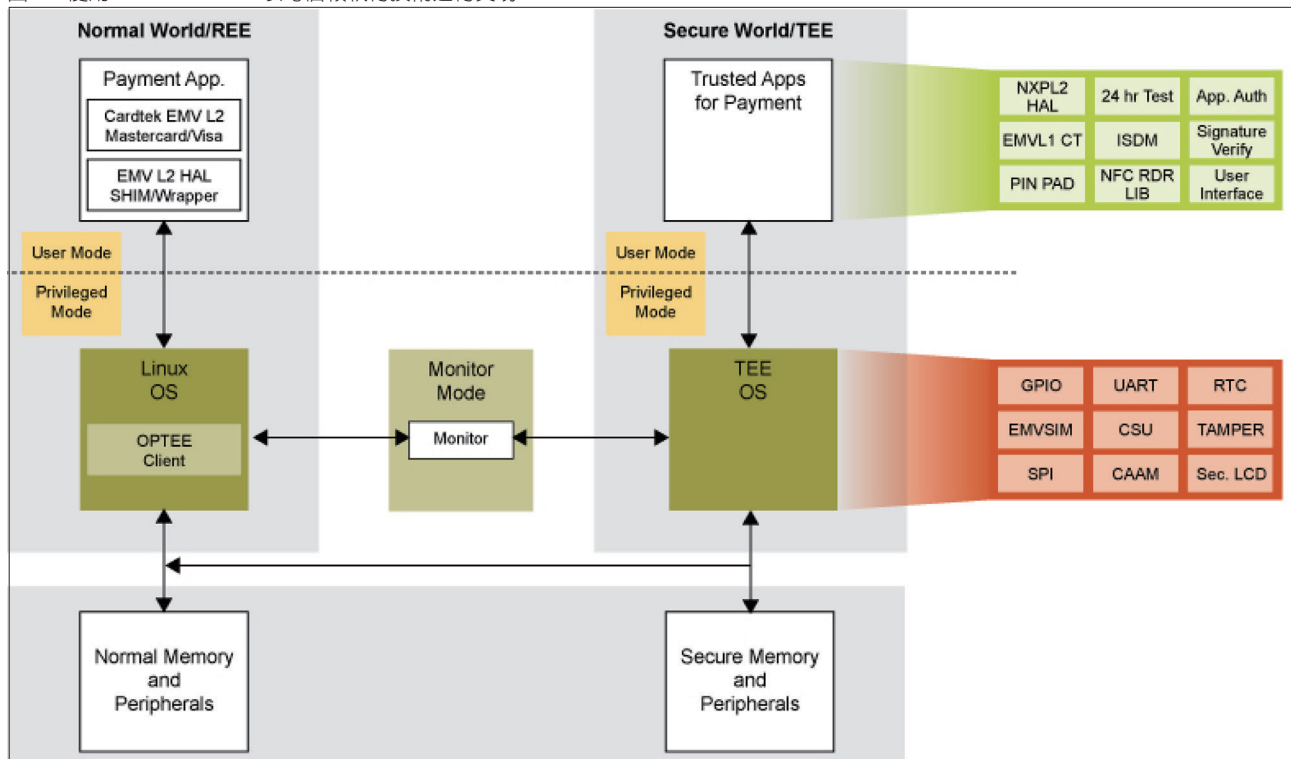 Normal World/REE
Secure World/TEE
Payment App.
Cardtek EMV L2
Mastercard/Visa
EMV L2 HAL
SHIM/Wrapper
Trusted Apps
for Payment
NXPL2
HAL
24 hr Test
App. Auth
EMVL1 CT
ISDM
Signature
Verify
PIN PAD
NFC RDR
LIB
User
Interface
User Mode
Privileged
Mode
User Mode
Privileged
Mode
Linux
OS
OPTEE
Client
Monitor
Mode
Monitor
TEE
OS
GPIO
UART
RTC
EMVSIM
CSU
TAMPER
SPI
CAAM
Sec. LCD
Normal Memory
and
Peripherals
Secure Memory
and
Peripherals